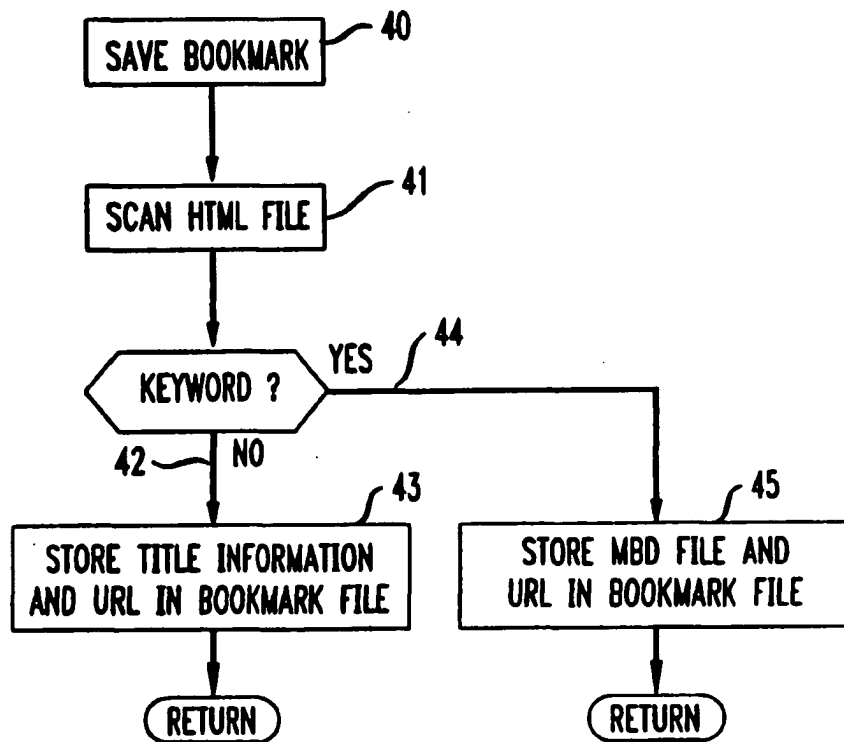 SAVE BOOKMARK
40
SCAN HTML FILE
41
KEYWORD ?
YES
44
42
NO
43
STORE TITLE INFORMATION
AND URL IN BOOKMARK FILE
45
STORE MBD FILE AND
URL IN BOOKMARK FILE
RETURN
RETURN